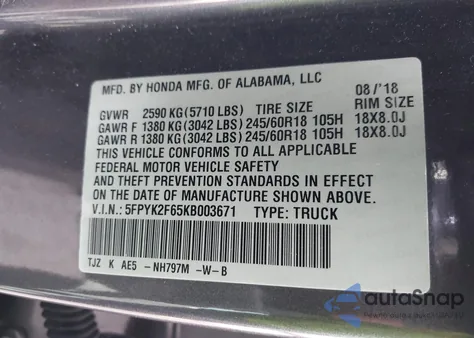 MFD. BY HONDA MFG. OF ALABAMA, LLC 08/'18
GVWR 2590 KG(5710 LBS) TIRE SIZE RIM SIZE
GAWR F 1380 KG(3042 LBS) 245/60R18 105H 18X8.0J
GAWR R 1380 KG(3042 LBS) 245/60R18 105H 18X8.0J
THIS VEHICLE CONFORMS TO ALL APPLICABLE
FEDERAL MOTOR VEHICLE SAFETY
AND THEFT PREVENTION STANDARDS IN EFFECT
ON THE DATE OF MANUFACTURE SHOWN ABOVE.
V.I.N.: 5FPYK2F65KB003671 TYPE: TRUCK
TJZ K AE5 -NH797M -W-B
autoSnap